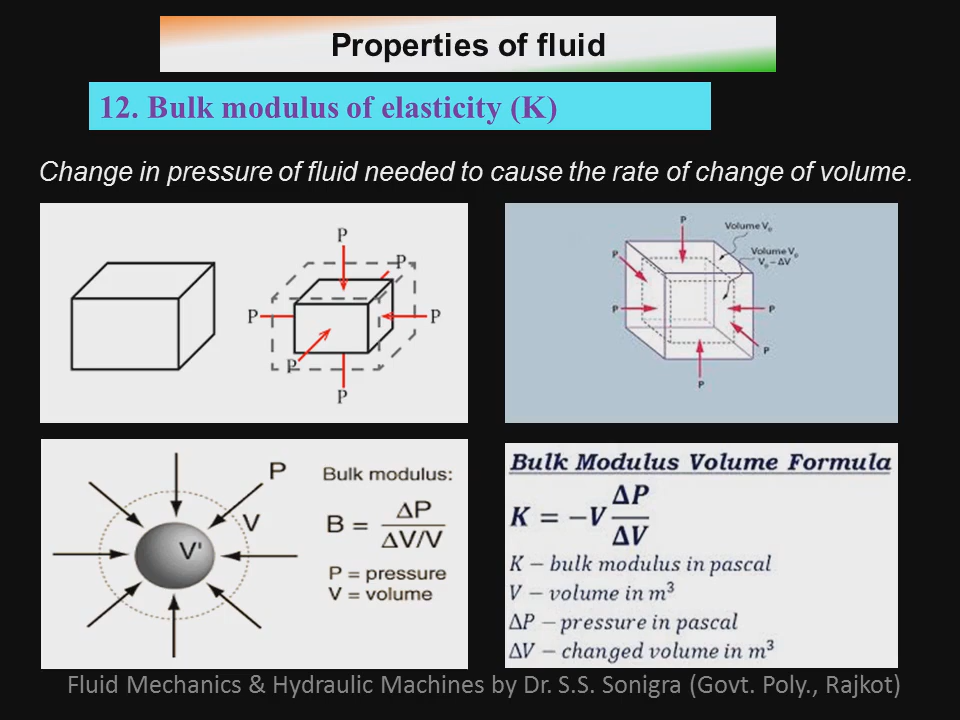 Properties of fluid
12. Bulk modulus of elasticity (K)
Change in pressure of fluid needed to cause the rate of change of volume.
P
P
P
P
P
P
P
Volume V₀
Volume V₀
V₀ – ΔV
P
P
P
P
P
P
V
V'
Bulk modulus:
B = ΔP / ΔV/V
P = pressure
V = volume
Bulk Modulus Volume Formula
K = −V ΔP / ΔV
K – bulk modulus in pascal
V – volume in m³
ΔP – pressure in pascal
ΔV – changed volume in m³
Fluid Mechanics & Hydraulic Machines by Dr. S.S. Sonigra (Govt. Poly., Rajkot)